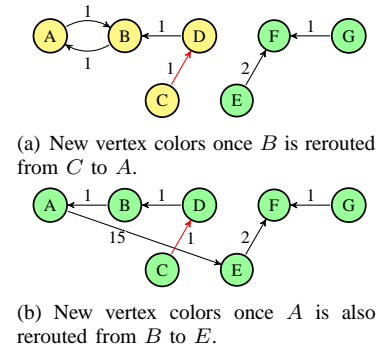 1
A B 1 D F 1 G
1 1 2
C E
(a) New vertex colors once B is rerouted
from C to A.
A 1 B 1 D F 1 G
15 1 2
C E
(b) New vertex colors once A is also
rerouted from B to E.